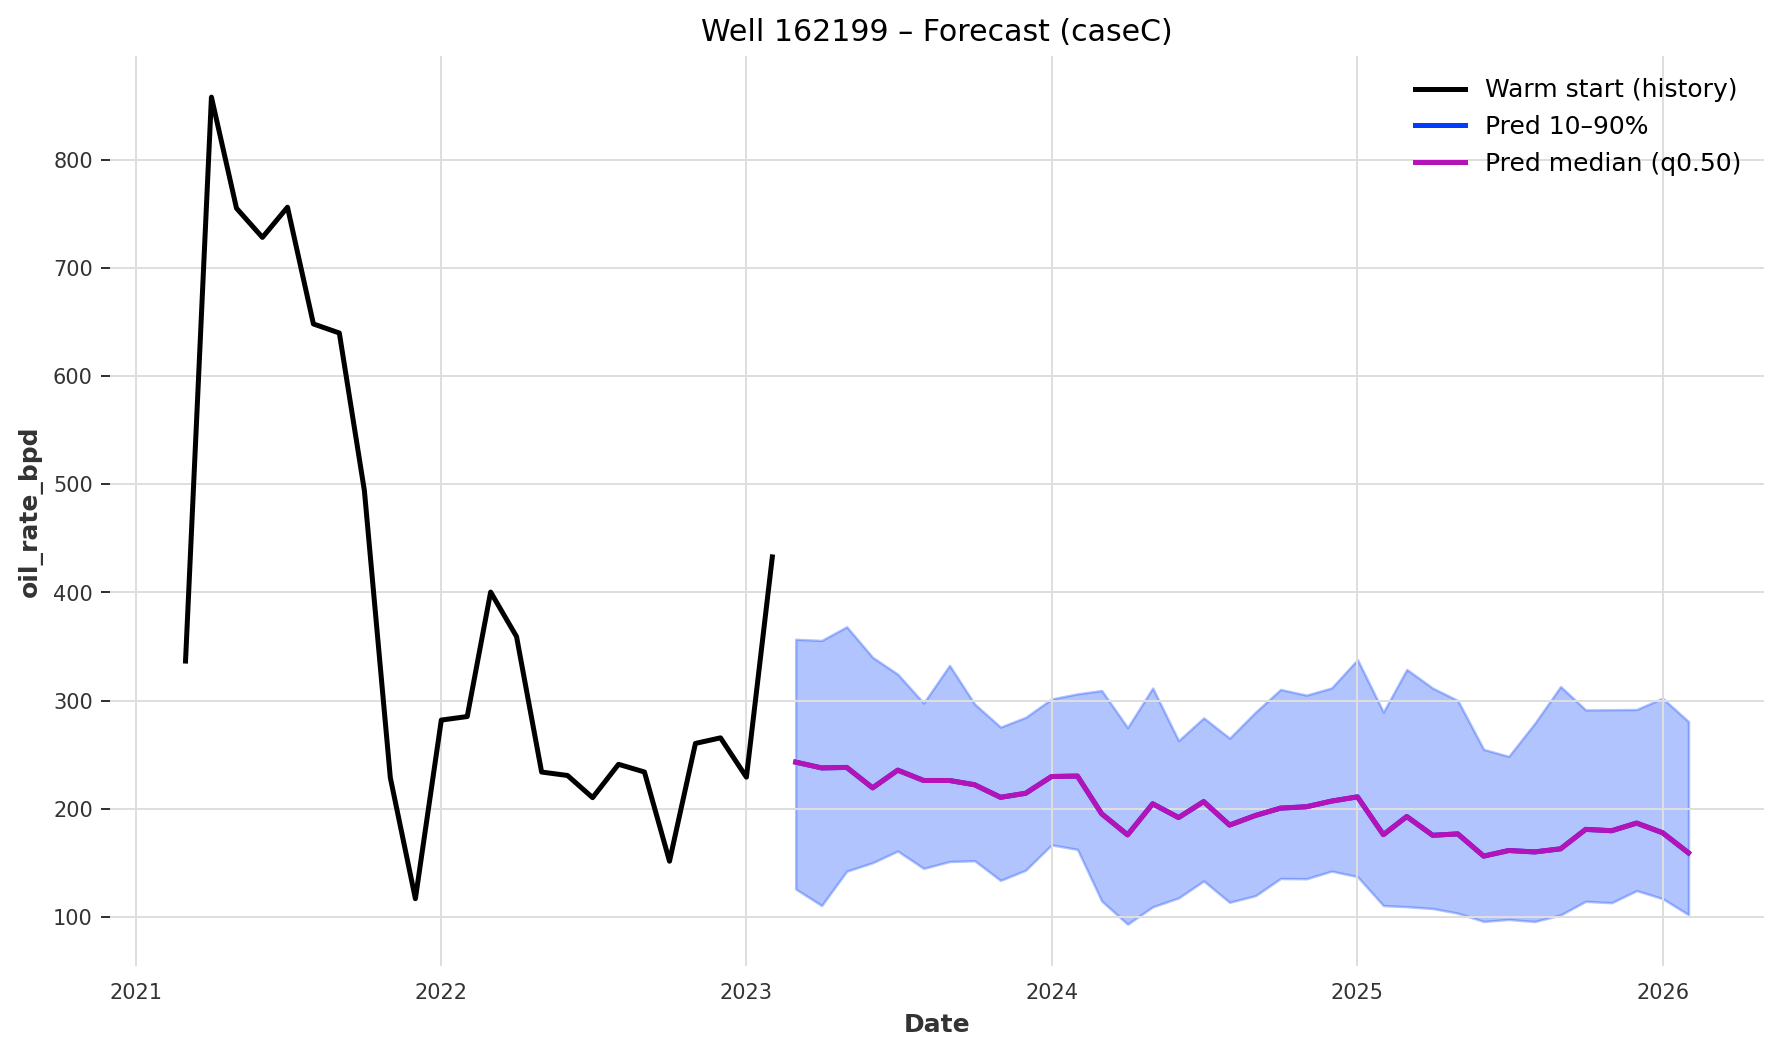 Well 162199 – Forecast (caseC)
Warm start (history)
Pred 10–90%
Pred median (q0.50)
oil_rate_bpd
800
700
600
500
400
300
200
100
2021
2022
2023
2024
2025
2026
Date